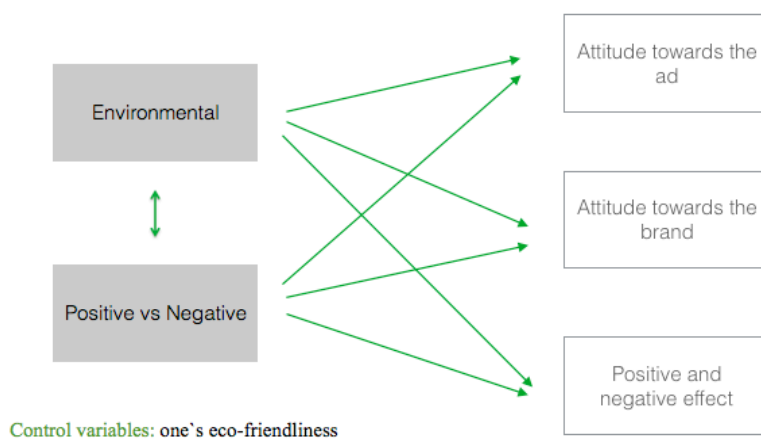 Attitude towards the
ad
Environmental
Attitude towards the
brand
Positive vs Negative
Positive and
negative effect
Control variables: one`s eco-friendliness